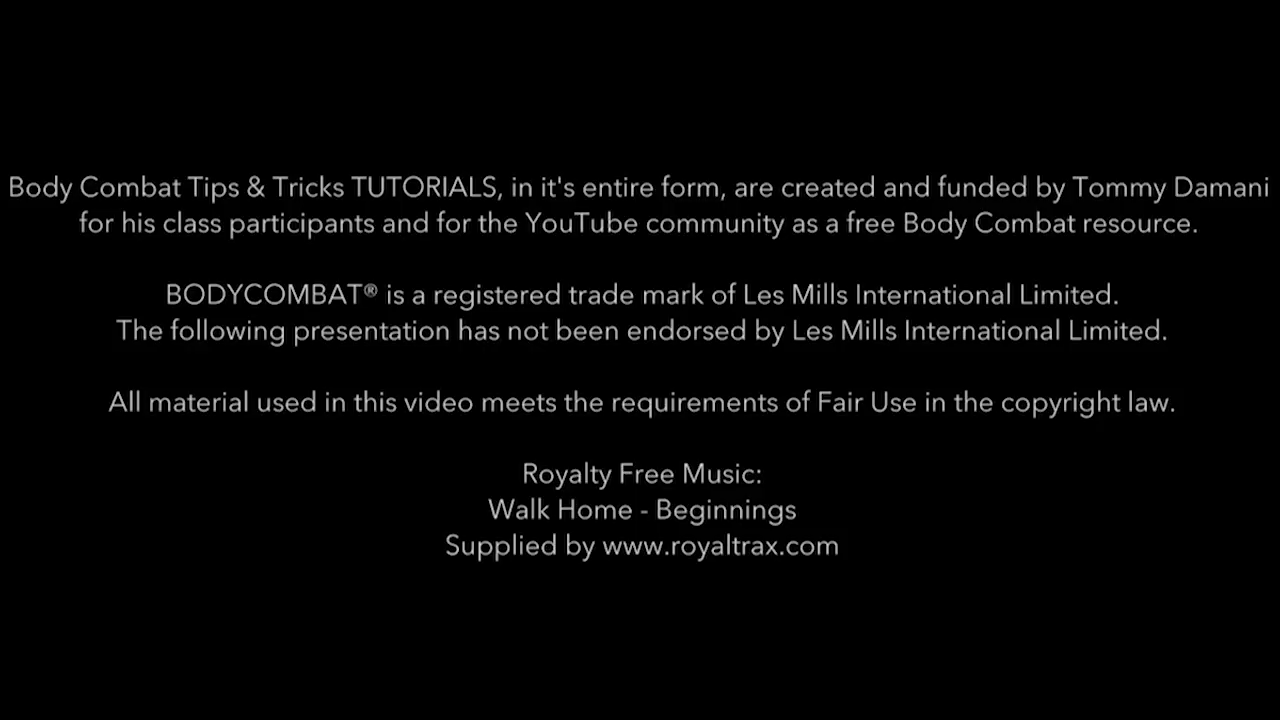 Body Combat Tips & Tricks TUTORIALS, in it's entire form, are created and funded by Tommy Damani
for his class participants and for the YouTube community as a free Body Combat resource.
BODYCOMBAT® is a registered trade mark of Les Mills International Limited.
The following presentation has not been endorsed by Les Mills International Limited.
All material used in this video meets the requirements of Fair Use in the copyright law.
Royalty Free Music:
Walk Home - Beginnings
Supplied by www.royaltrax.com